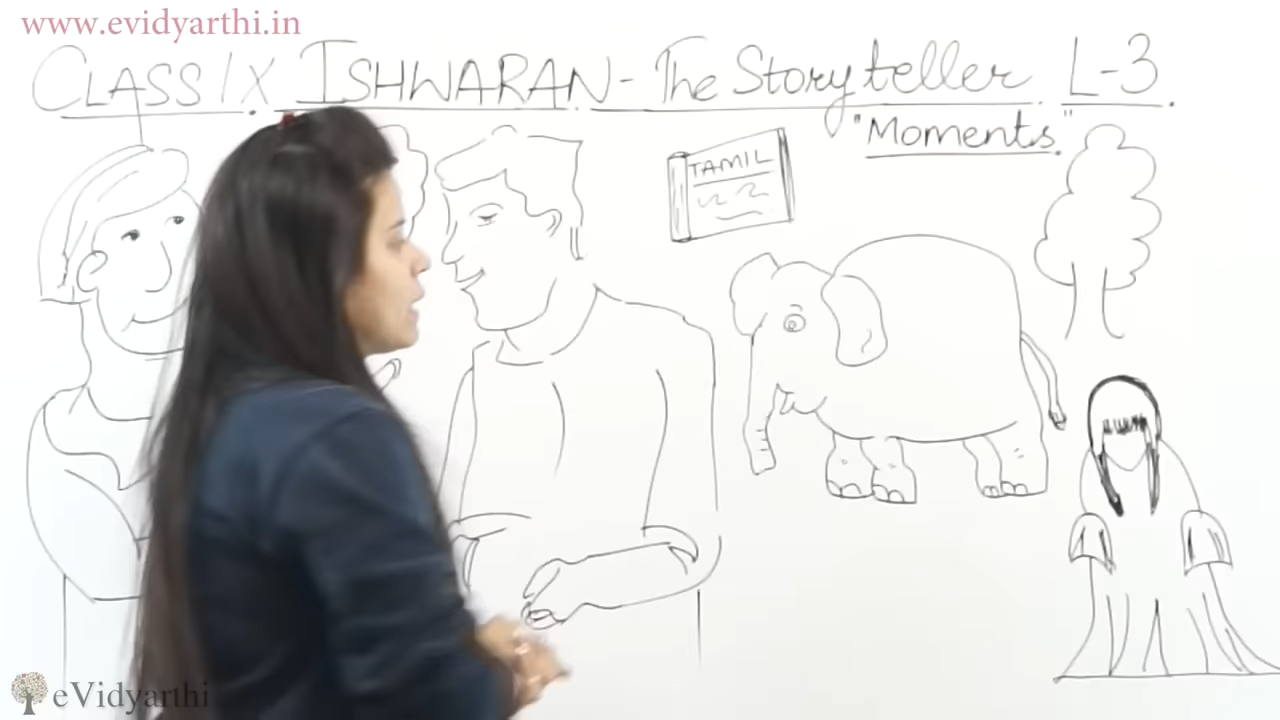 www.evidyarthi.in
CLASS IX ISHWARAN - The Storyteller L-3
"Moments"
TAMIL
eVidyarthi